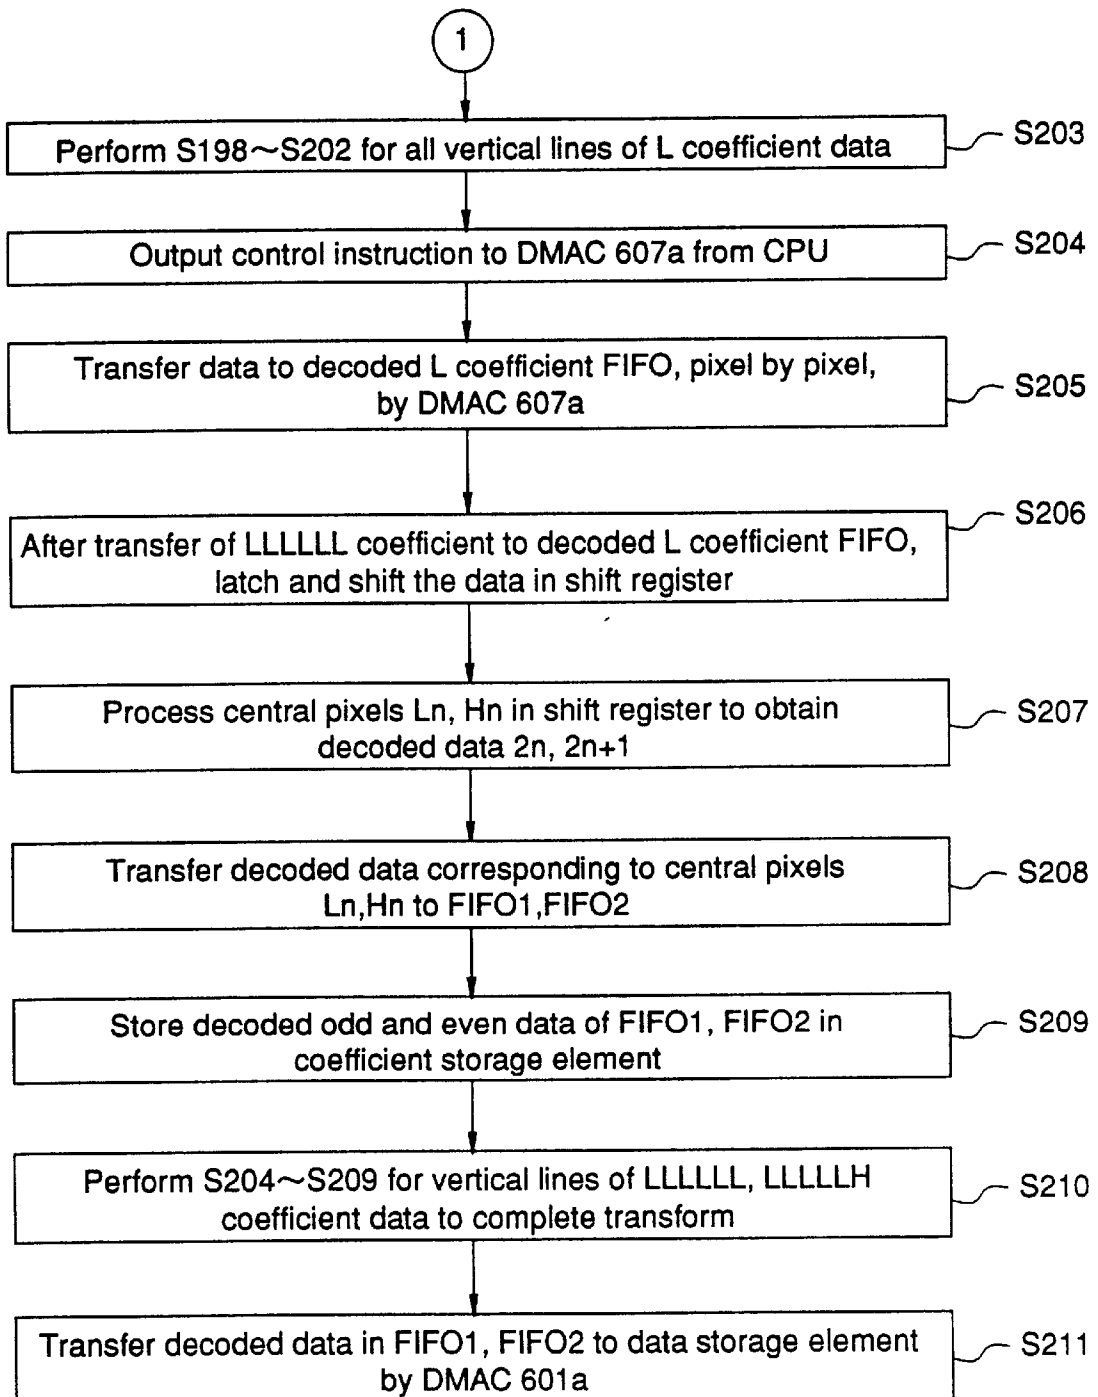 1
Perform S198~S202 for all vertical lines of L coefficient data
S203
Output control instruction to DMAC 607a from CPU
S204
Transfer data to decoded L coefficient FIFO, pixel by pixel,
by DMAC 607a
S205
After transfer of LLLLLL coefficient to decoded L coefficient FIFO,
latch and shift the data in shift register
S206
Process central pixels Ln, Hn in shift register to obtain
decoded data 2n, 2n+1
S207
Transfer decoded data corresponding to central pixels
Ln,Hn to FIFO1,FIFO2
S208
Store decoded odd and even data of FIFO1, FIFO2 in
coefficient storage element
S209
Perform S204~S209 for vertical lines of LLLLLL, LLLLLH
coefficient data to complete transform
S210
Transfer decoded data in FIFO1, FIFO2 to data storage element
by DMAC 601a
S211